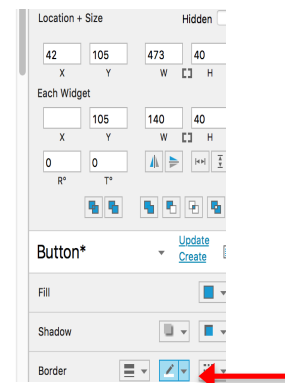 Location + Size Hidden
42 105 473 40
X Y W H
Each Widget
105 140 40
X Y W H
0 0
R° T°
Button* Update
Create
Fill
Shadow
Border